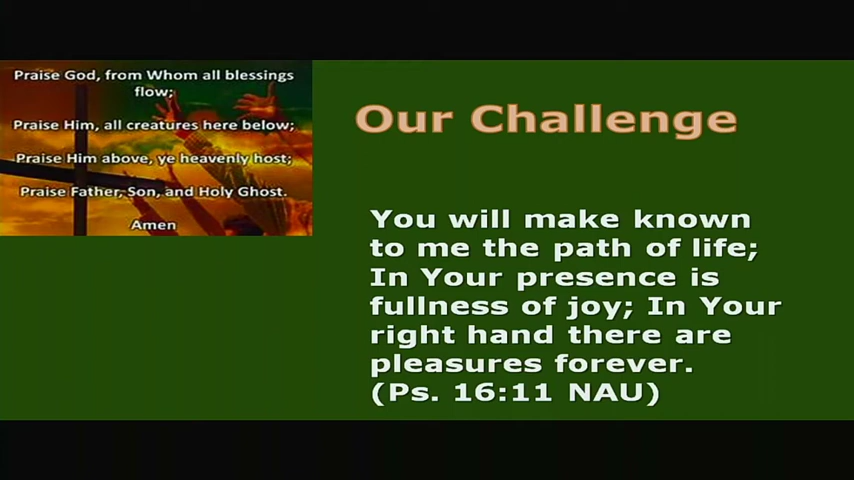 Praise God, from Whom all blessings
flow;
Praise Him, all creatures here below;
Praise Him above, ye heavenly host;
Praise Father, Son, and Holy Ghost.
Amen
Our Challenge
You will make known
to me the path of life;
In Your presence is
fullness of joy; In Your
right hand there are
pleasures forever.
(Ps. 16:11 NAU)